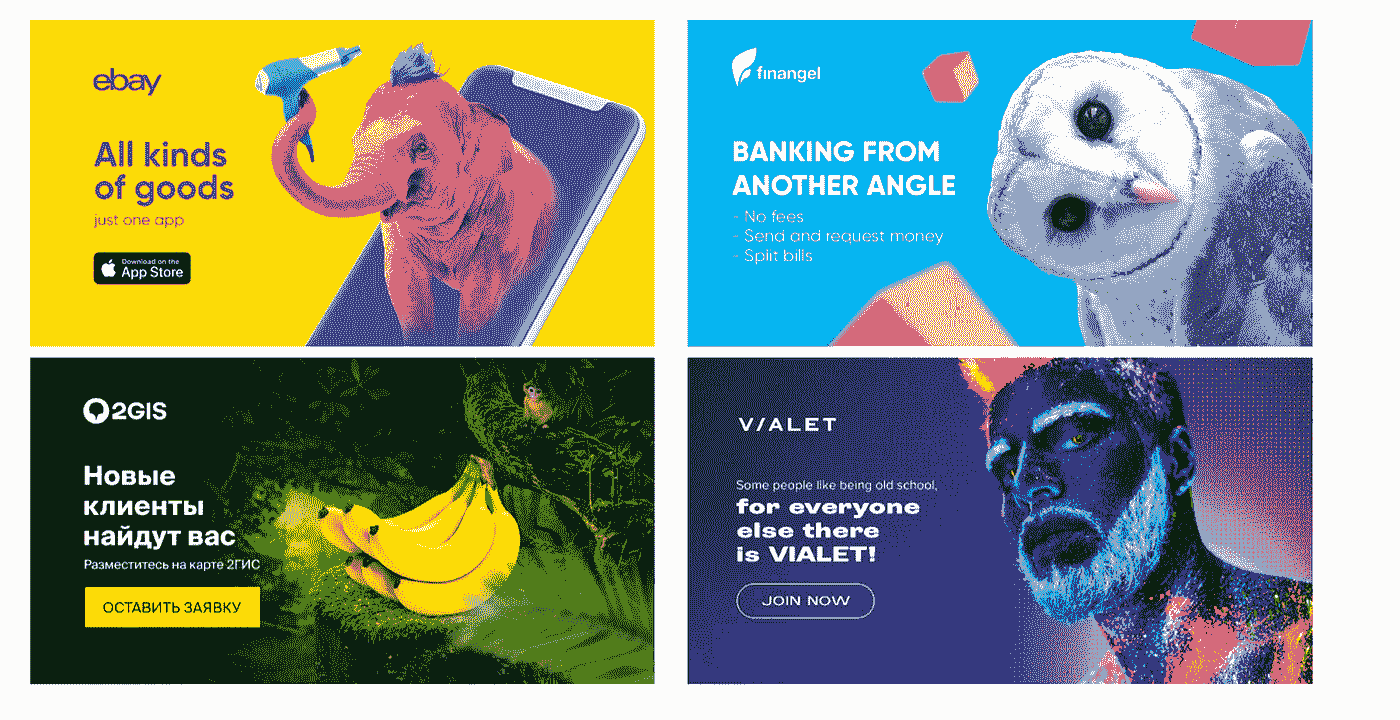 ebay
All kinds
of goods
just one app
Download on the
App Store
finangel
BANKING FROM
ANOTHER ANGLE
- No fees
- Send and request money
- Split bills
2GIS
Новые
клиенты
найдут вас
Разместитесь на карте 2ГИС
ОСТАВИТЬ ЗАЯВКУ
V/ALET
Some people like being old school,
for everyone
else there
is VIALET!
JOIN NOW